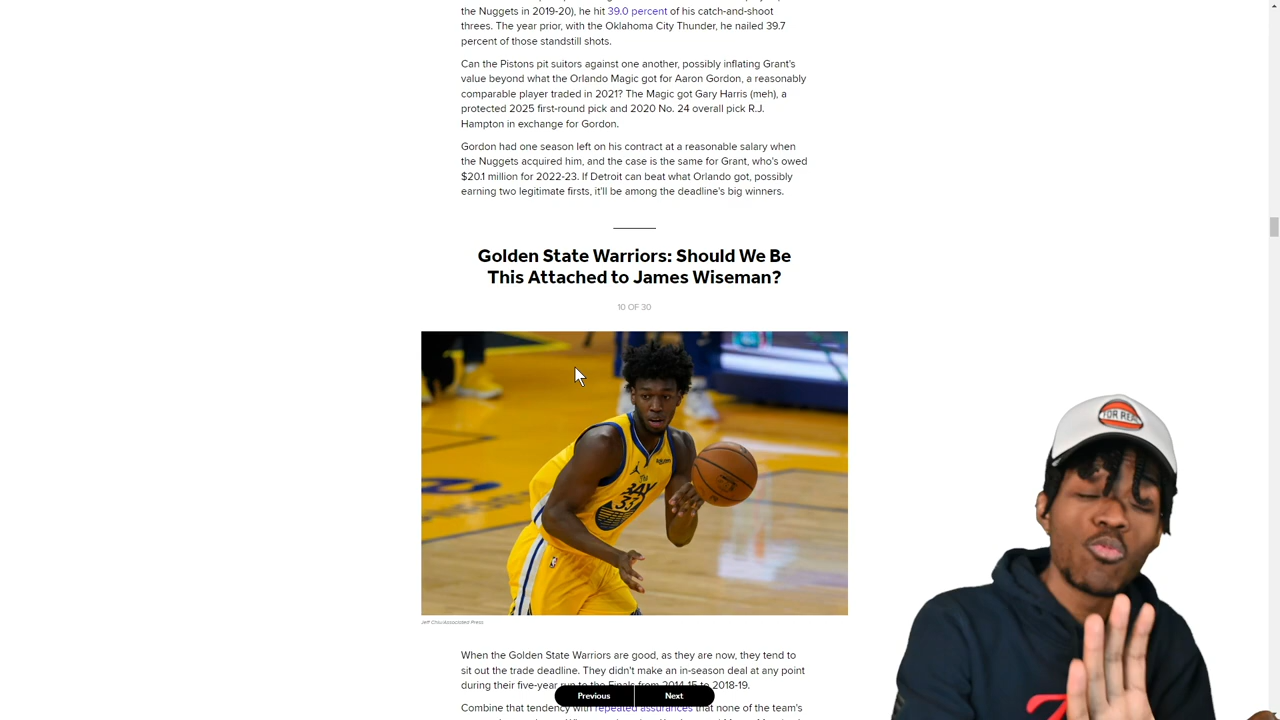 the Nuggets in 2019-20), he hit 39.0 percent of his catch-and-shoot
threes. The year prior, with the Oklahoma City Thunder, he nailed 39.7
percent of those standstill shots.
Can the Pistons pit suitors against one another, possibly inflating Grant's
value beyond what the Orlando Magic got for Aaron Gordon, a reasonably
comparable player traded in 2021? The Magic got Gary Harris (meh), a
protected 2025 first-round pick and 2020 No. 24 overall pick R.J.
Hampton in exchange for Gordon.
Gordon had one season left on his contract at a reasonable salary when
the Nuggets acquired him, and the case is the same for Grant, who's owed
$20.1 million for 2022-23. If Detroit can beat what Orlando got, possibly
earning two legitimate firsts, it'll be among the deadline's big winners.
Golden State Warriors: Should We Be
This Attached to James Wiseman?
10 OF 30
THE BAY
33
FOR REAL
Jeff Chiu/Associated Press
When the Golden State Warriors are good, as they are now, they tend to
sit out the trade deadline. They didn't make an in-season deal at any point
during their five-year run to the Finals from 2014-15 to 2018-19.
Previous Next
Combine that tendency with repeated assurances that none of the team's